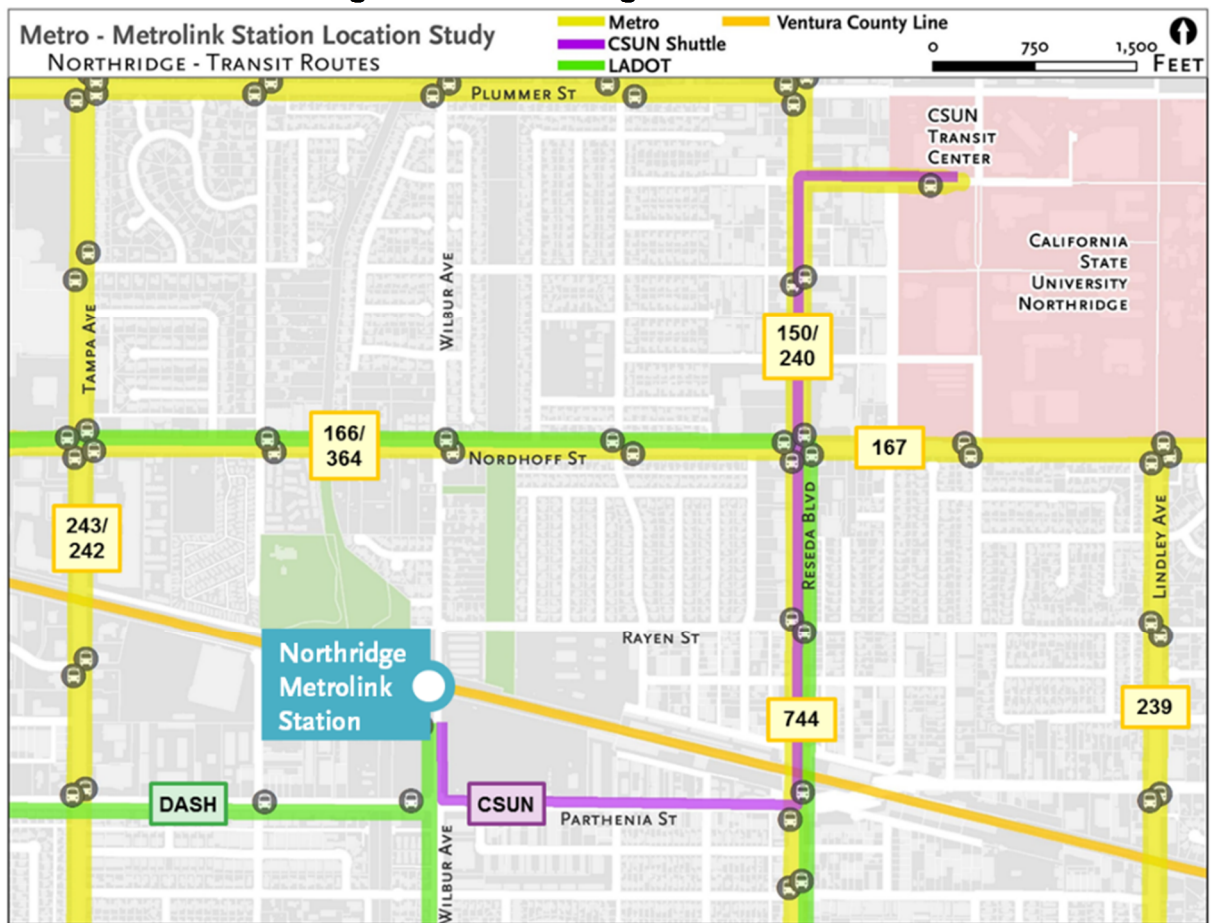 Metro - Metrolink Station Location Study
NORTHRIDGE - TRANSIT ROUTES
Metro
CSUN Shuttle
LADOT
Ventura County Line
0 750 1,500
FEET
PLUMMER ST
CSUN
TRANSIT
CENTER
CALIFORNIA
STATE
UNIVERSITY
NORTHRIDGE
TAMPA AVE
WILBUR AVE
150/
240
166/
364
NORDHOFF ST
167
243/
242
RESEDA BLVD
LINDLEY AVE
RAYEN ST
Northridge
Metrolink
Station
744
239
DASH
CSUN
PARTHENIA ST
WILBUR AVE